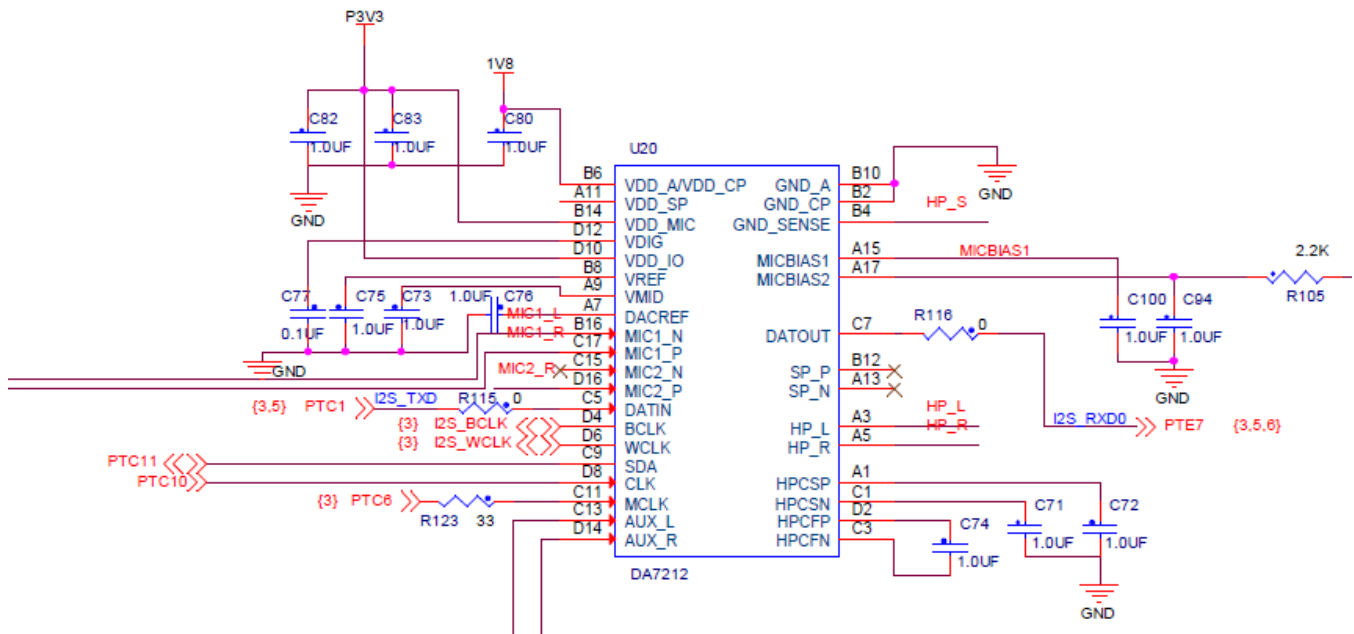 P3V3
1V8
C82
1.0UF
C83
1.0UF
C80
1.0UF
GND
U20
B6 VDD_A/VDD_CP
A11 VDD_SP
B14 VDD_MIC
D12 VDIG
D10 VDD_IO
B8 VREF
A9 VMID
A7 DACREF
B16 MIC1_N
C17 MIC1_P
C15 MIC2_N
D16 MIC2_P
C5 DATIN
D4 BCLK
D6 WCLK
C9 SDA
D8 CLK
C11 MCLK
C13 AUX_L
D14 AUX_R
GND_A B10
GND_CP B2
GND_SENSE B4
MICBIAS1 A15
MICBIAS2 A17
DATOUT C7
SP_P B12
SP_N A13
HP_L A3
HP_R A5
HPCSP A1
HPCSN C1
HPCFP D2
HPCFN C3
DA7212
C77
0.1UF
C75
1.0UF
C73
1.0UF
1.0UF C76
GND
MIC1_L
MIC1_R
MIC2_R
{3,5} PTC1 I2S_TXD R115 0
{3} I2S_BCLK
{3} I2S_WCLK
PTC11
PTC10
{3} PTC6
R123 33
GND
HP_S
MICBIAS1
2.2K
R105
C100
1.0UF
C94
1.0UF
GND
R116 0
HP_L
HP_R
I2S_RXD0 PTE7 {3,5,6}
C74
1.0UF
C71
1.0UF
C72
1.0UF
GND